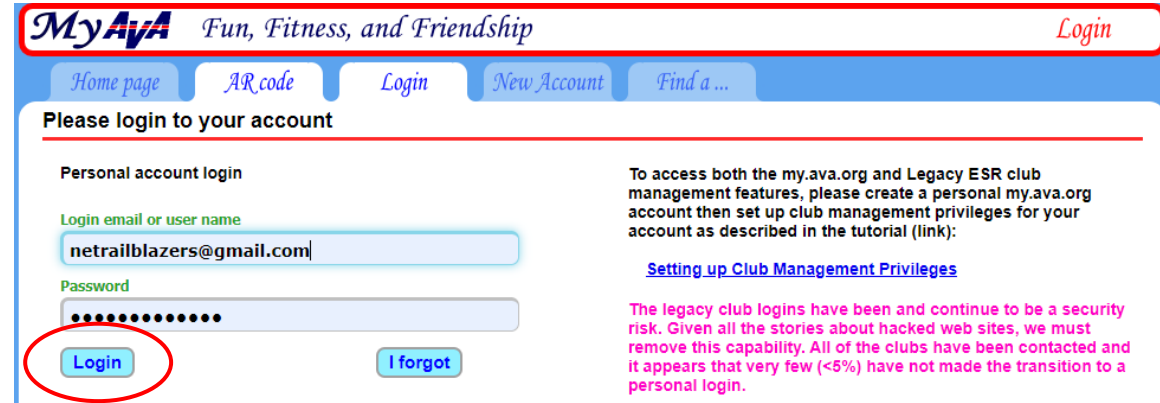 My AVA Fun, Fitness, and Friendship Login
Home page AR code Login New Account Find a ...
Please login to your account
Personal account login
Login email or user name
netrailblazers@gmail.com
Password
●●●●●●●●●●●●●
Login I forgot
To access both the my.ava.org and Legacy ESR club
management features, please create a personal my.ava.org
account then set up club management privileges for your
account as described in the tutorial (link):
Setting up Club Management Privileges
The legacy club logins have been and continue to be a security
risk. Given all the stories about hacked web sites, we must
remove this capability. All of the clubs have been contacted and
it appears that very few (<5%) have not made the transition to a
personal login.